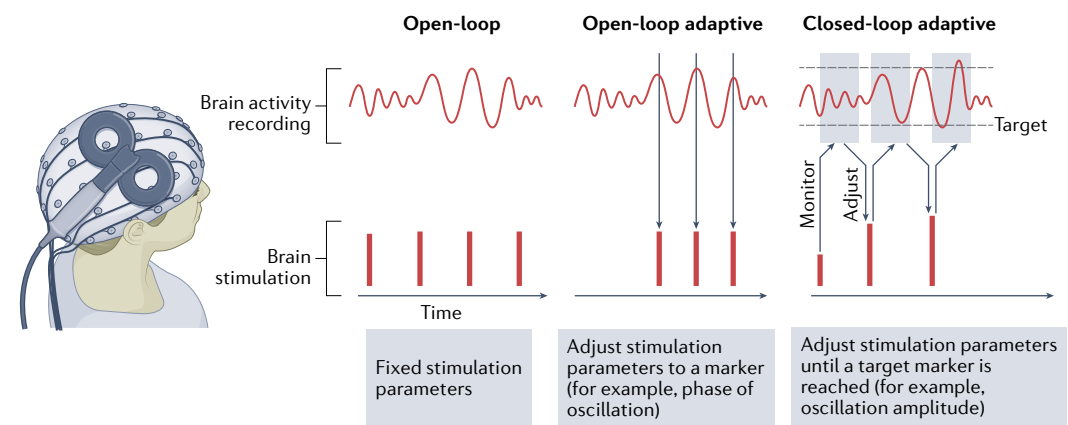 Open-loop
Open-loop adaptive
Closed-loop adaptive
Brain activity
recording
Target
Monitor
Adjust
Brain
stimulation
Time
Fixed stimulation
parameters
Adjust stimulation
parameters to a marker
(for example, phase of
oscillation)
Adjust stimulation parameters
until a target marker is
reached (for example,
oscillation amplitude)